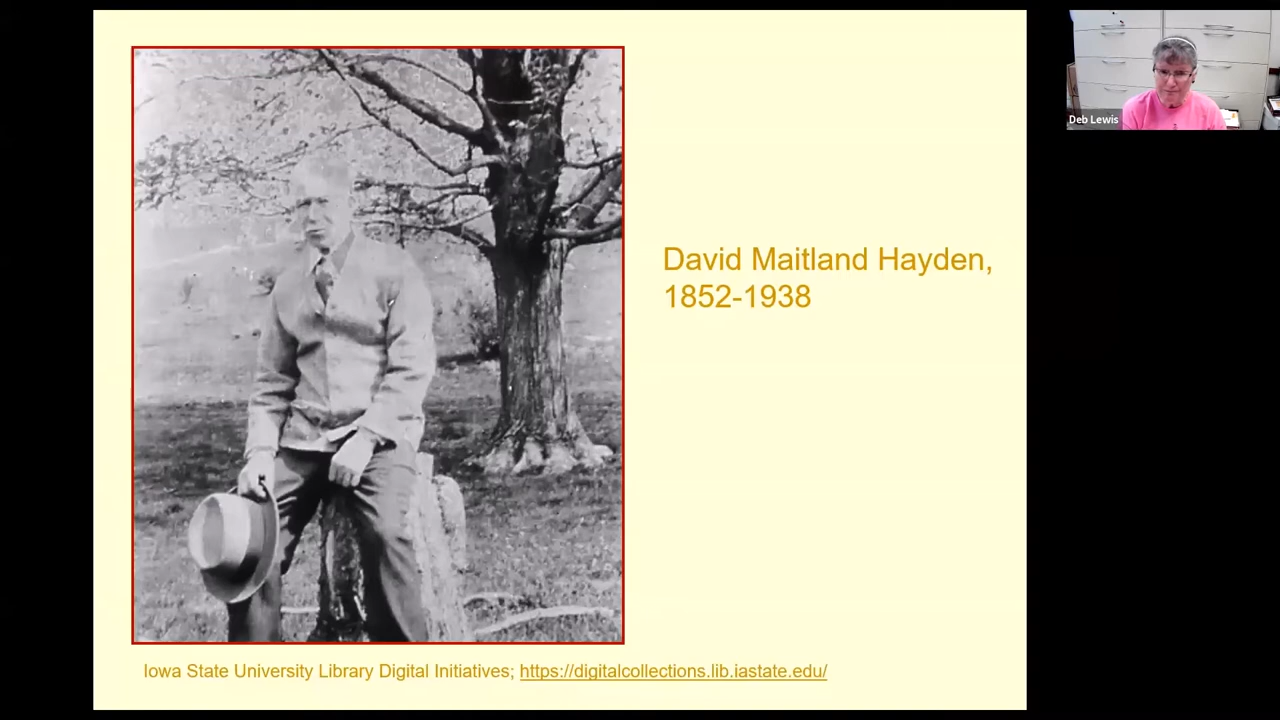 Deb Lewis
David Maitland Hayden,
1852-1938
Iowa State University Library Digital Initiatives; https://digitalcollections.lib.iastate.edu/